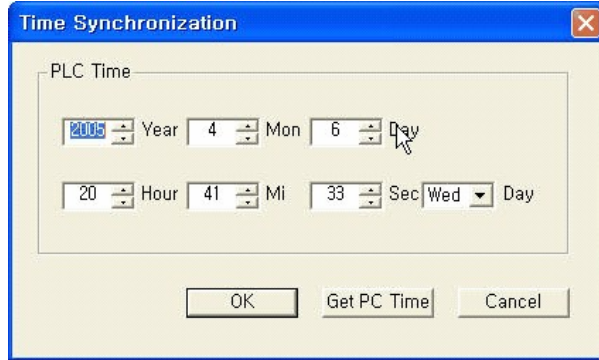 Time Synchronization
PLC Time
2005 Year 4 Mon 6 Day
20 Hour 41 Mi 33 Sec Wed Day
OK Get PC Time Cancel